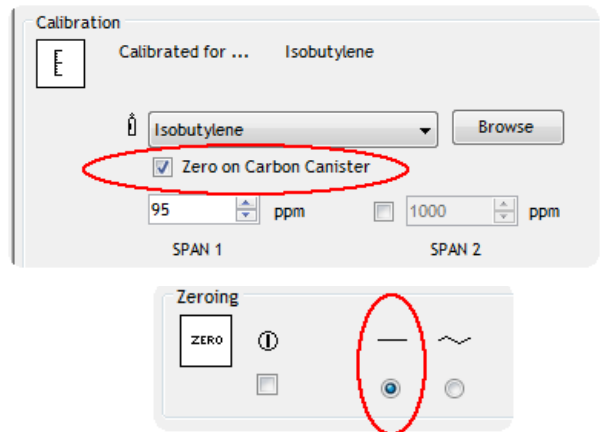 Calibration
Calibrated for ... Isobutylene
Isobutylene Browse
Zero on Carbon Canister
95 ppm 1000 ppm
SPAN 1 SPAN 2
Zeroing
ZERO